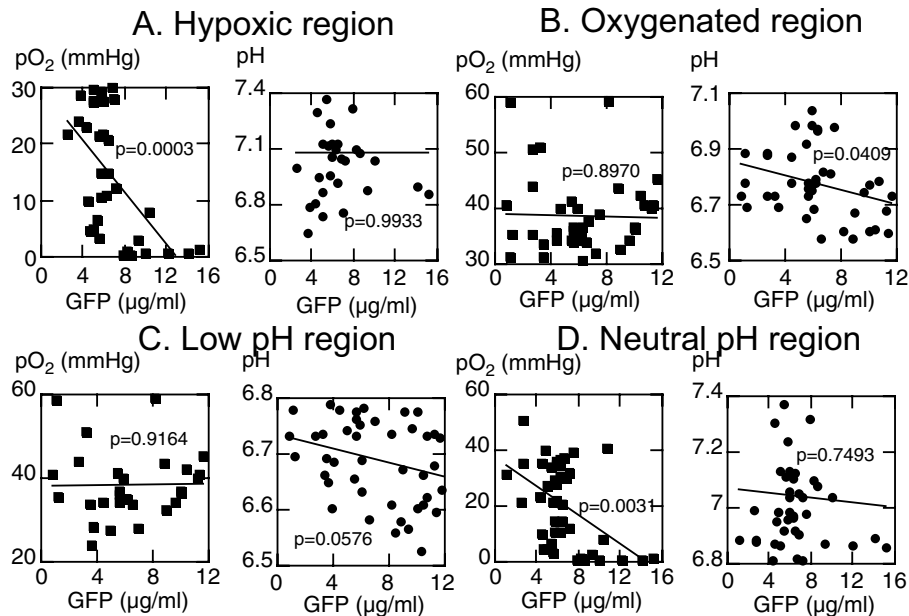 A. Hypoxic region
B. Oxygenated region
pO₂ (mmHg)
30
20
10
0
p=0.0003
0 4 8 12 16
GFP (µg/ml)
pH
7.4
7.1
6.8
6.5
p=0.9933
0 4 8 12 16
GFP (µg/ml)
pO₂ (mmHg)
60
50
40
30
p=0.8970
0 4 8 12
GFP (µg/ml)
pH
7.1
6.9
6.7
6.5
p=0.0409
0 4 8 12
GFP (µg/ml)
C. Low pH region
D. Neutral pH region
pO₂ (mmHg)
60
40
20
p=0.9164
0 4 8 12
GFP (µg/ml)
pH
6.8
6.7
6.6
6.5
p=0.0576
0 4 8 12
GFP (µg/ml)
pO₂ (mmHg)
60
40
20
0
p=0.0031
0 4 8 12 16
GFP (µg/ml)
pH
7.4
7.2
7
6.8
p=0.7493
0 4 8 12 16
GFP (µg/ml)